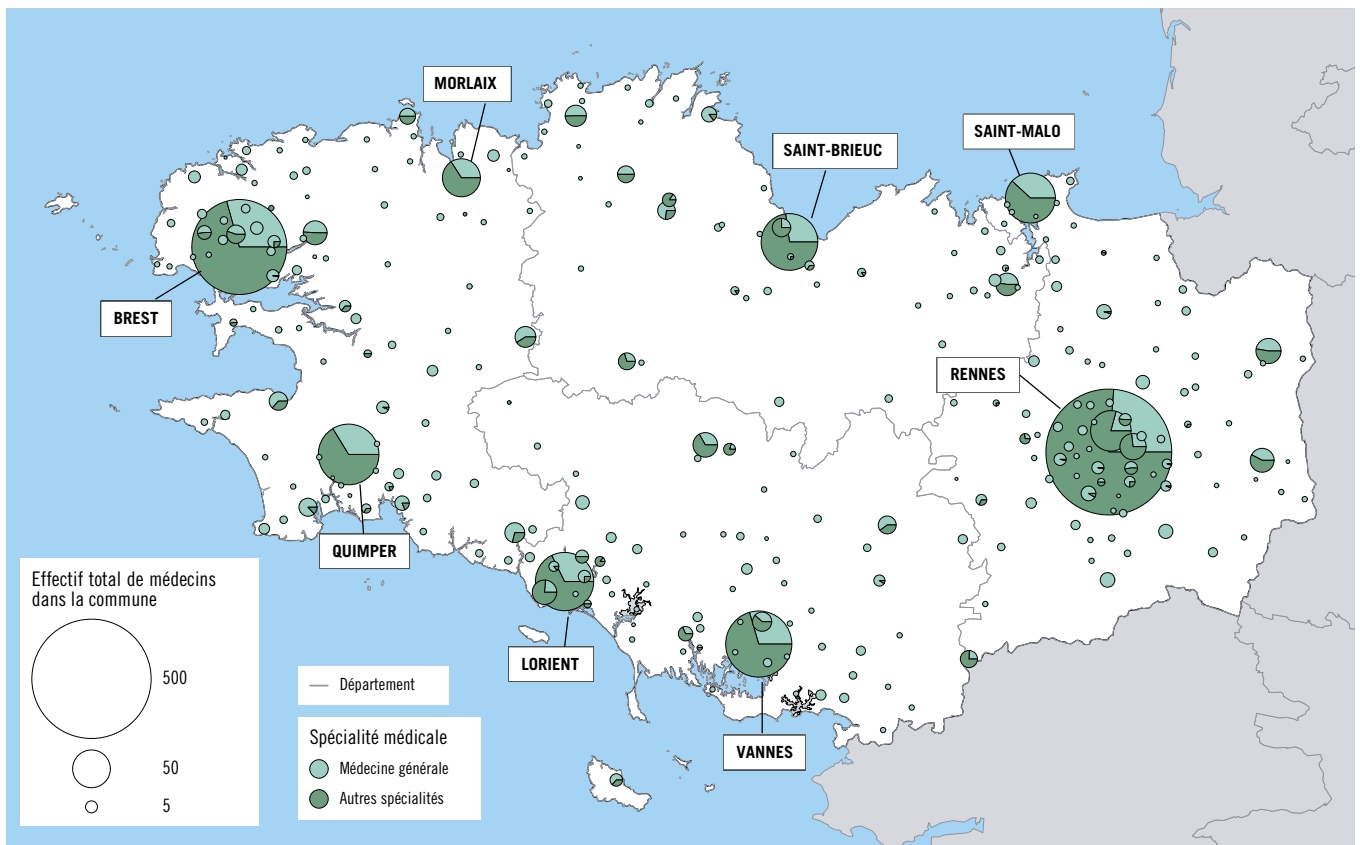 MORLAIX
SAINT-MALO
SAINT-BRIEUC
BREST
RENNES
QUIMPER
LORIENT
VANNES
Effectif total de médecins
dans la commune
500
50
5
Département
Spécialité médicale
Médecine générale
Autres spécialités